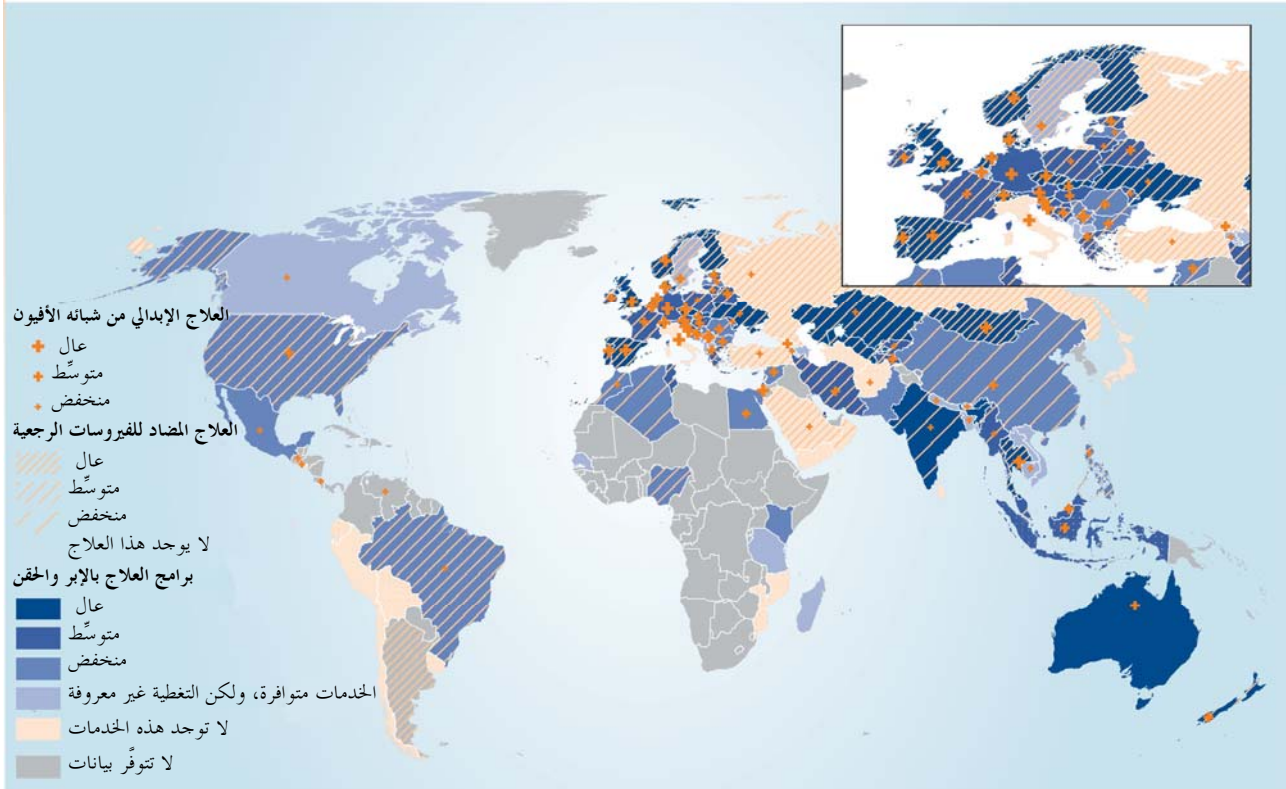 العلاج الإبدالي من شبائه الأفيون
عال
متوسِّط
منخفض
العلاج المضاد للفيروسات الرجعية
عال
متوسِّط
منخفض
لا يوجد هذا العلاج
برامج العلاج بالإبر والحقن
عال
متوسِّط
منخفض
الخدمات متوافرة، ولكن التغطية غير معروفة
لا توجد هذه الخدمات
لا تتوفَّر بيانات